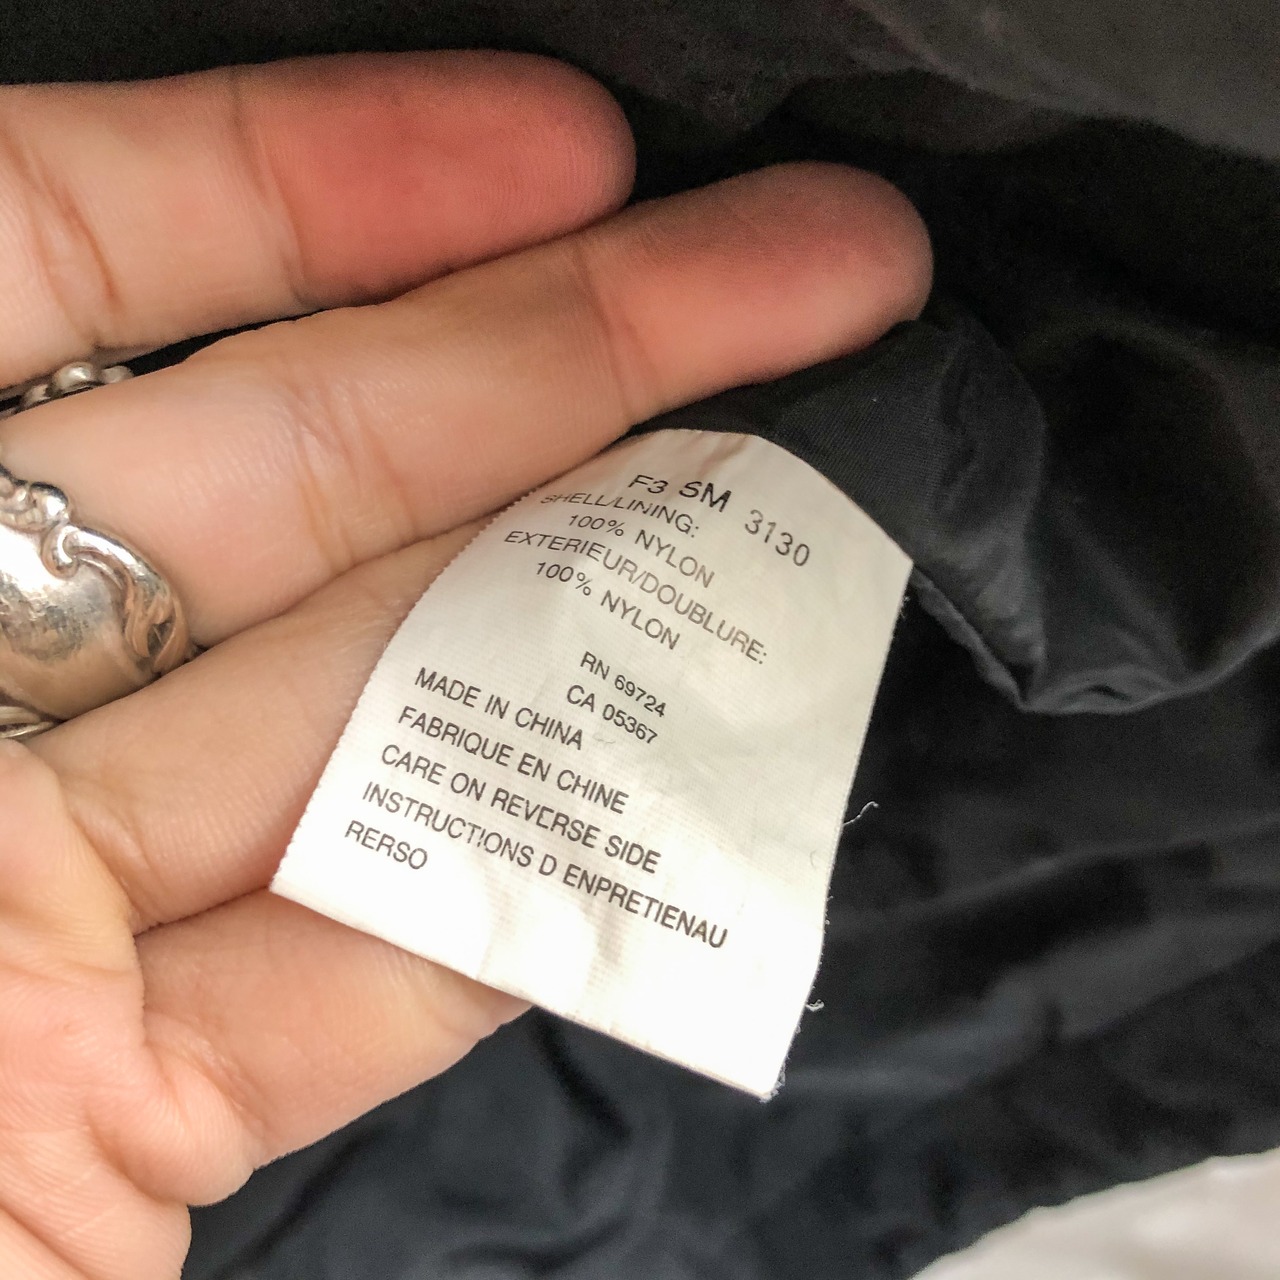 F3 SM 3130
SHELL/LINING:
100% NYLON
EXTERIEUR/DOUBLURE:
100% NYLON
RN 69724
CA 05367
MADE IN CHINA
FABRIQUE EN CHINE
CARE ON REVERSE SIDE
INSTRUCTIONS D ENPRETIENAU
RERSO